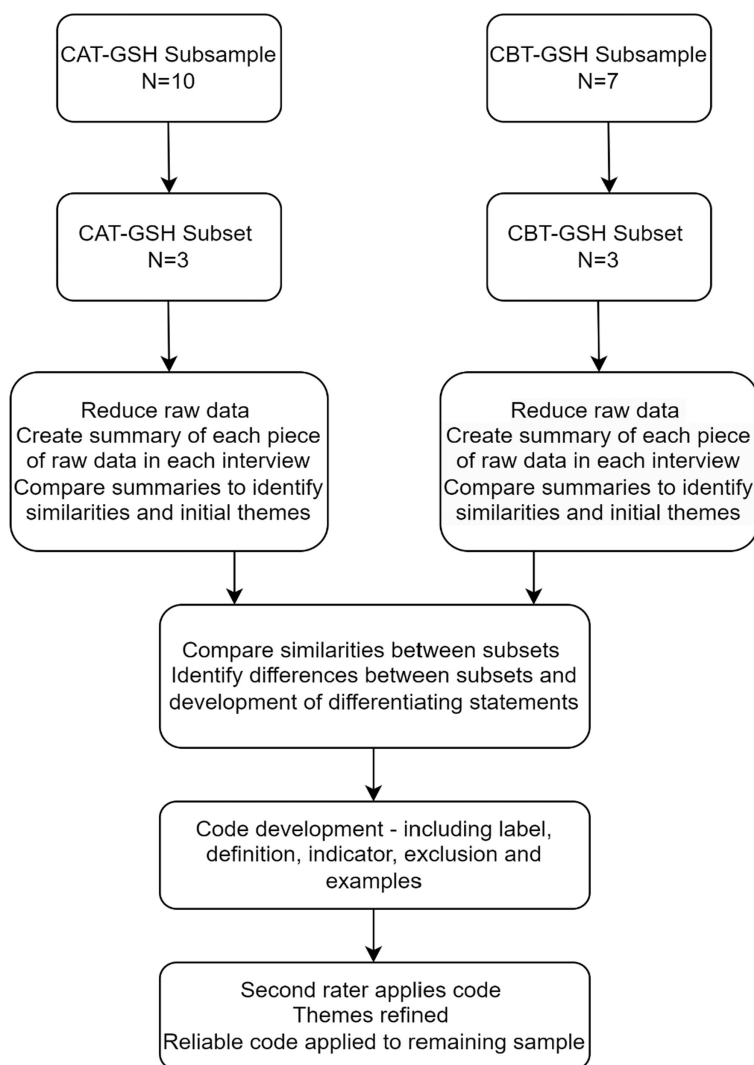 CAT-GSH Subsample
N=10
CBT-GSH Subsample
N=7
CAT-GSH Subset
N=3
CBT-GSH Subset
N=3
Reduce raw data
Create summary of each piece
of raw data in each interview
Compare summaries to identify
similarities and initial themes
Reduce raw data
Create summary of each piece
of raw data in each interview
Compare summaries to identify
similarities and initial themes
Compare similarities between subsets
Identify differences between subsets and
development of differentiating statements
Code development - including label,
definition, indicator, exclusion and
examples
Second rater applies code
Themes refined
Reliable code applied to remaining sample